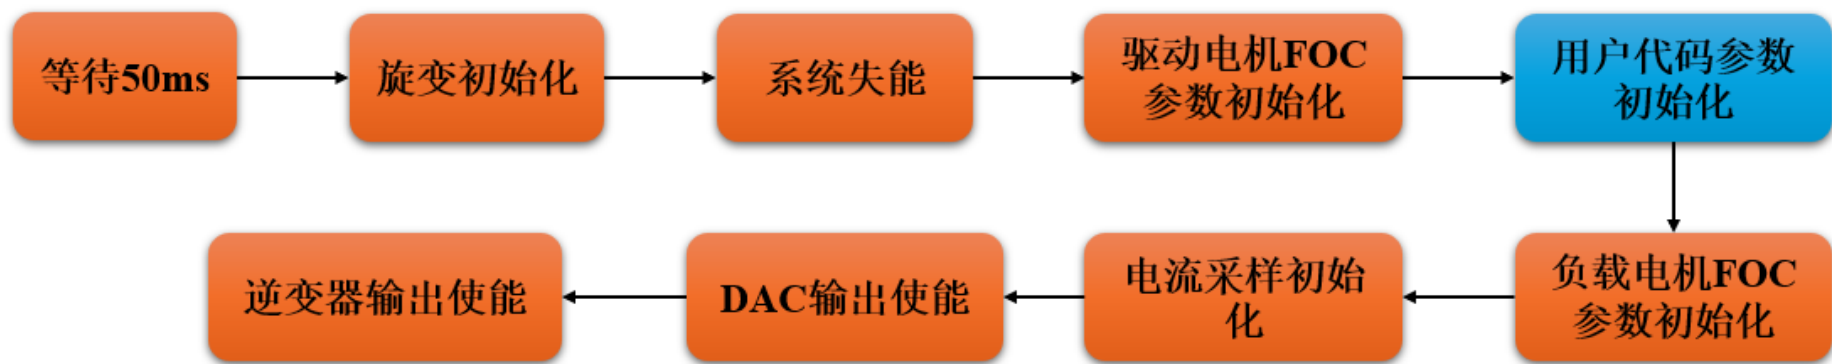 等待50ms
旋变初始化
系统失能
驱动电机FOC
参数初始化
用户代码参数
初始化
负载电机FOC
参数初始化
电流采样初始
化
DAC输出使能
逆变器输出使能